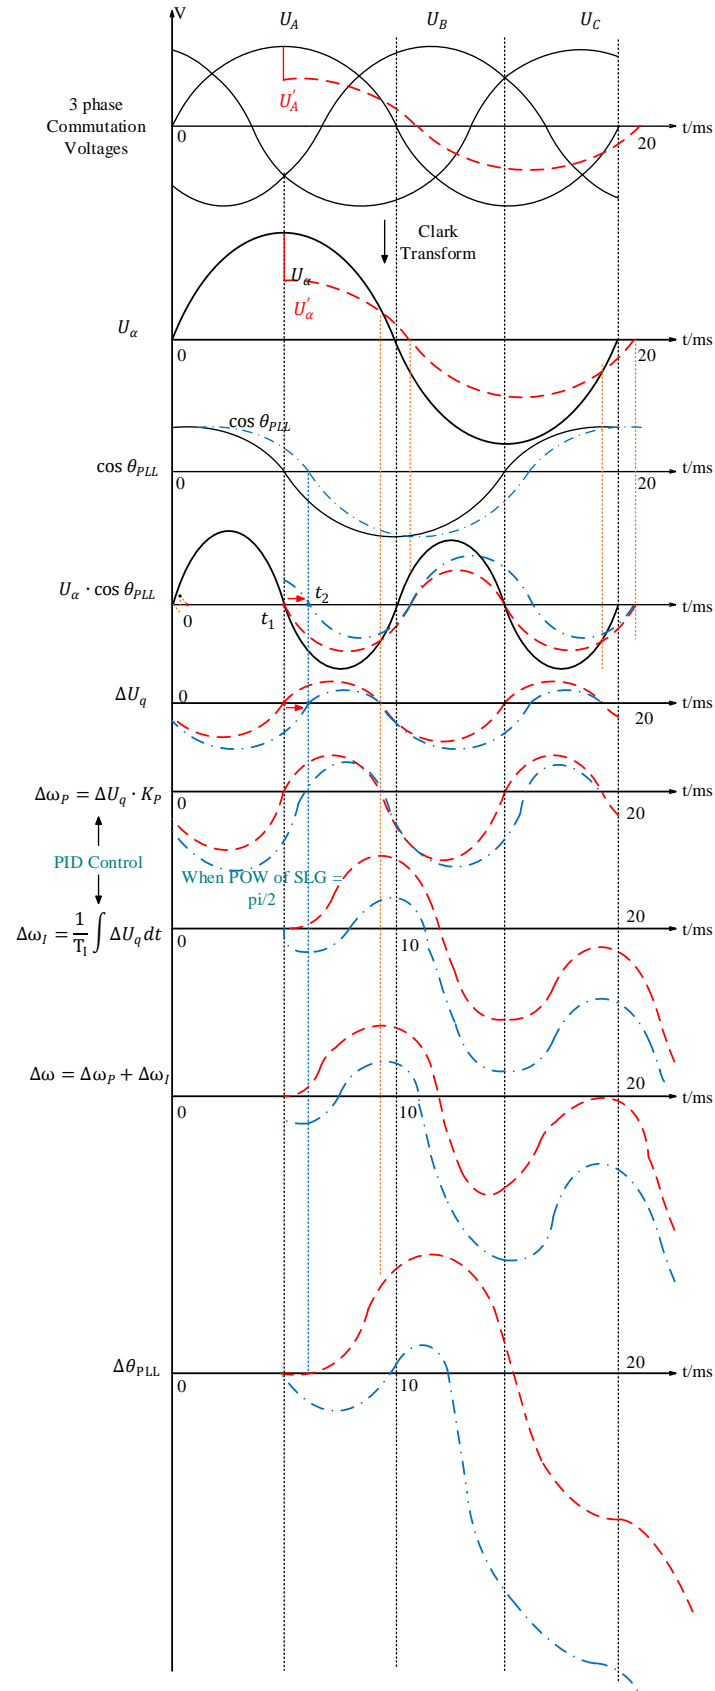 V
U_A U_B U_C
3 phase
Commutation
Voltages
U'_A
0
20
t/ms
Clark
Transform
U_α
U_α
U'_α
0
20
t/ms
cos θ_PLL
cos θ_PLL
0
20
t/ms
U_α · cos θ_PLL
t_1
t_2
0
t/ms
ΔU_q
0
20
t/ms
Δω_P = ΔU_q · K_P
0
20
t/ms
PID Control
When POW of SLG =
pi/2
Δω_I = 1/T_I ∫ ΔU_q dt
0
10
20
t/ms
Δω = Δω_P + Δω_I
0
10
20
t/ms
Δθ_PLL
0
10
20
t/ms